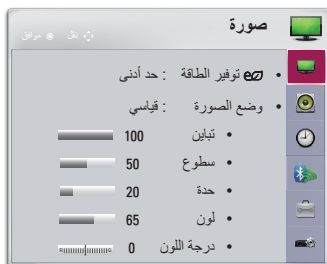 صورة
نقل موافق
توفير الطاقة : حد أدنى
وضع الصورة : قياسي
تباين 100
سطوع 50
حدة 20
لون 65
درجة اللون 0